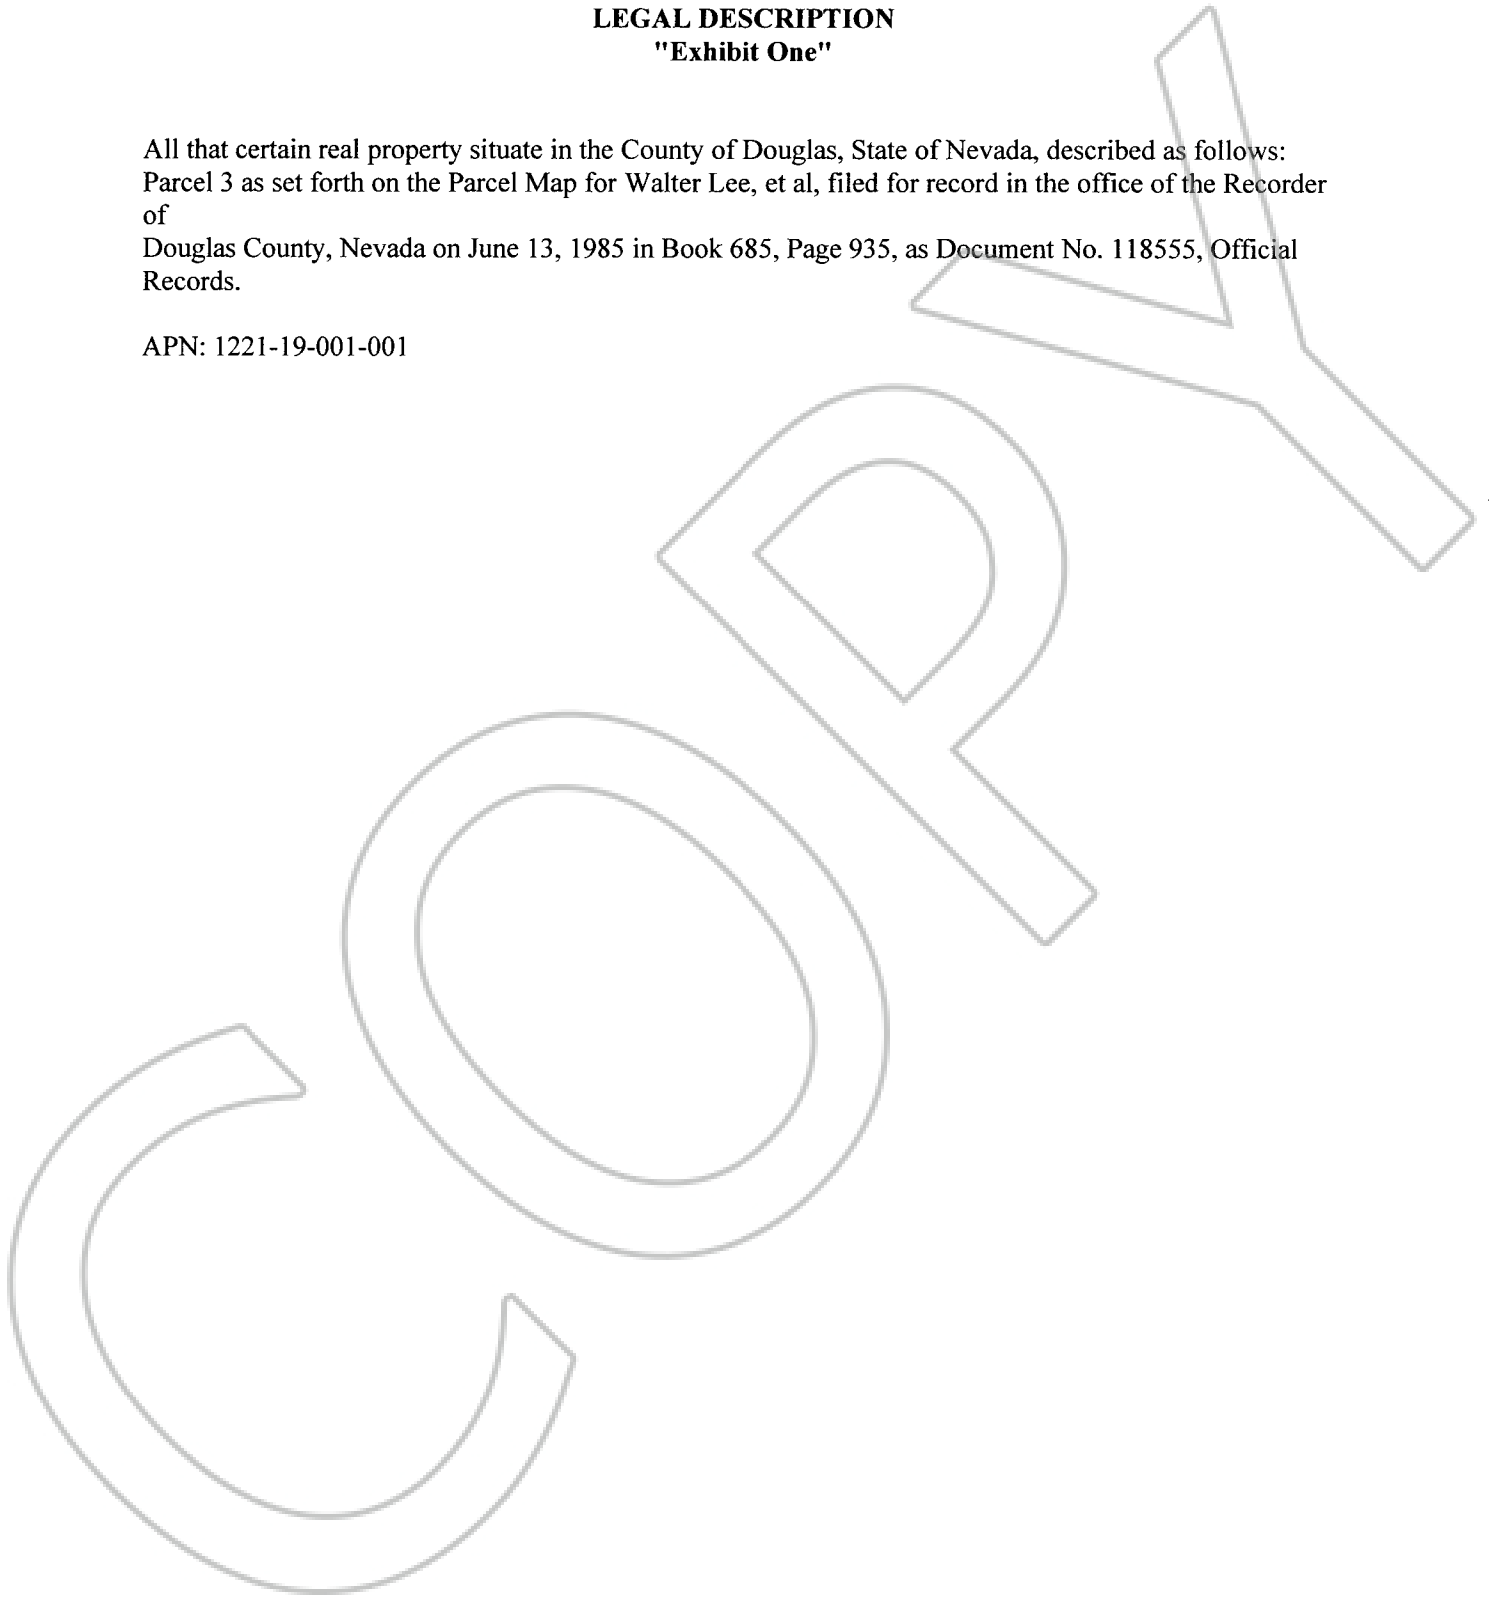 LEGAL DESCRIPTION
"Exhibit One"
All that certain real property situate in the County of Douglas, State of Nevada, described as follows:
Parcel 3 as set forth on the Parcel Map for Walter Lee, et al, filed for record in the office of the Recorder
of
Douglas County, Nevada on June 13, 1985 in Book 685, Page 935, as Document No. 118555, Official
Records.
APN: 1221-19-001-001
COPY